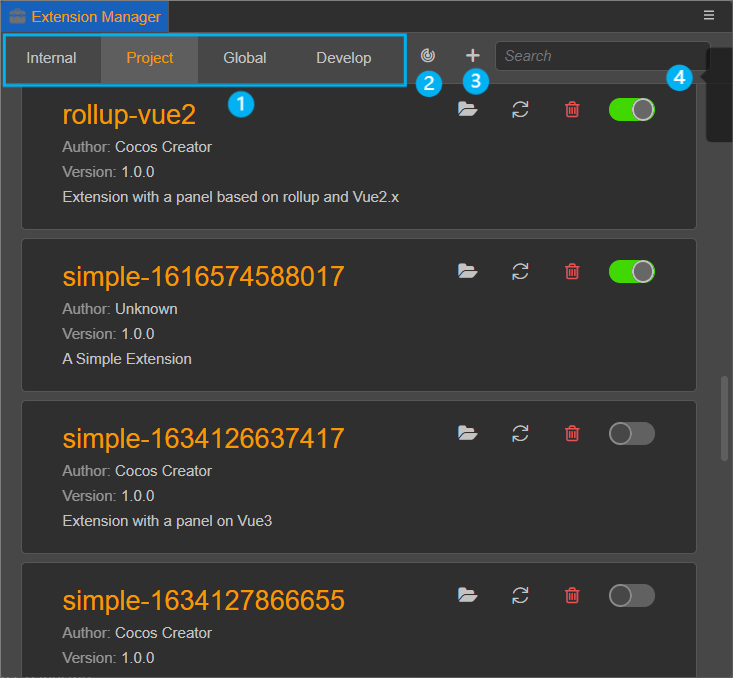 Extension Manager
Internal Project Global Develop Search
1 2 3 4
rollup-vue2
Author: Cocos Creator
Version: 1.0.0
Extension with a panel based on rollup and Vue2.x
simple-1616574588017
Author: Unknown
Version: 1.0.0
A Simple Extension
simple-1634126637417
Author: Cocos Creator
Version: 1.0.0
Extension with a panel on Vue3
simple-1634127866655
Author: Cocos Creator
Version: 1.0.0